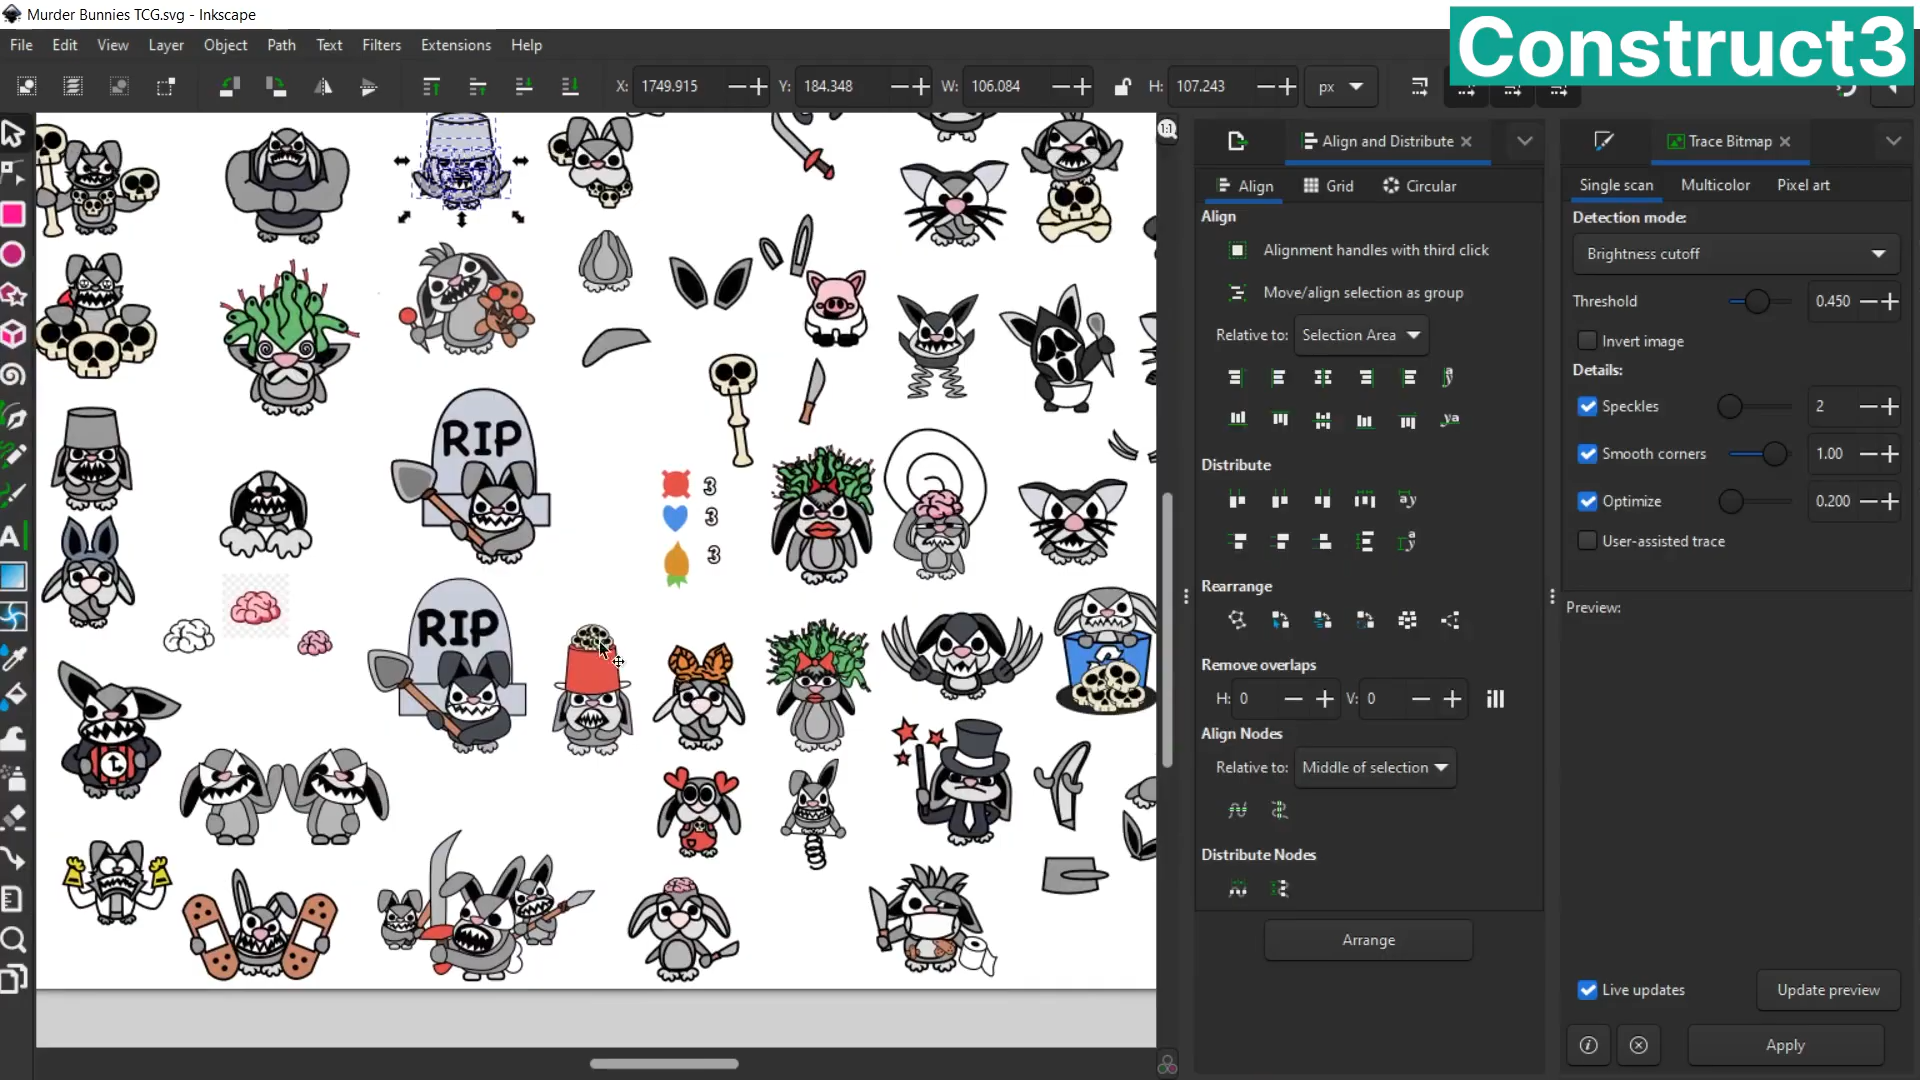 Murder Bunnies TCG.svg - Inkscape
Construct3
File Edit View Layer Object Path Text Filters Extensions Help
X: 1749.915 Y: 184.348 W: 106.084 H: 107.243 px
1:1
Align and Distribute
Trace Bitmap
Align Grid Circular
Single scan Multicolor Pixel art
Align
Detection mode:
Alignment handles with third click
Brightness cutoff
Move/align selection as group
Threshold 0.450
Relative to: Selection Area
Invert image
Details:
Speckles 2
Smooth corners 1.00
Optimize 0.200
User-assisted trace
Distribute
Rearrange
Preview:
Remove overlaps
H: 0 V: 0
Align Nodes
Relative to: Middle of selection
Distribute Nodes
Arrange
Live updates Update preview
Apply
RIP
3
3
3
RIP